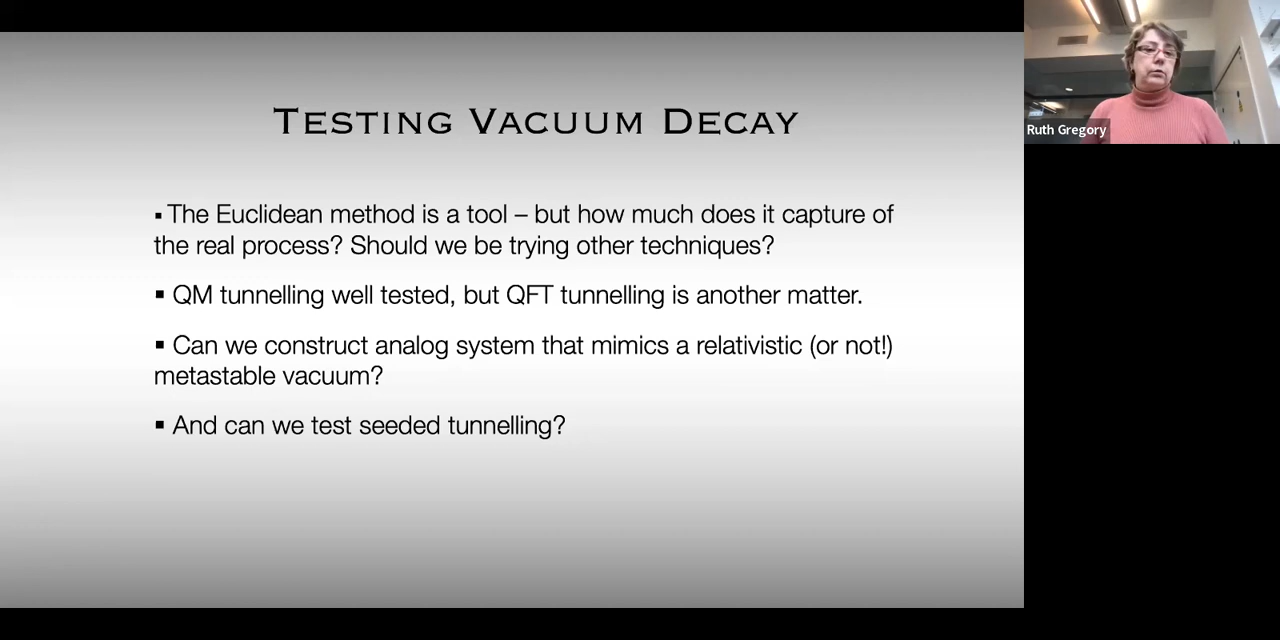 TESTING VACUUM DECAY
▪ The Euclidean method is a tool – but how much does it capture of
the real process? Should we be trying other techniques?
▪ QM tunnelling well tested, but QFT tunnelling is another matter.
▪ Can we construct analog system that mimics a relativistic (or not!)
metastable vacuum?
▪ And can we test seeded tunnelling?
Ruth Gregory